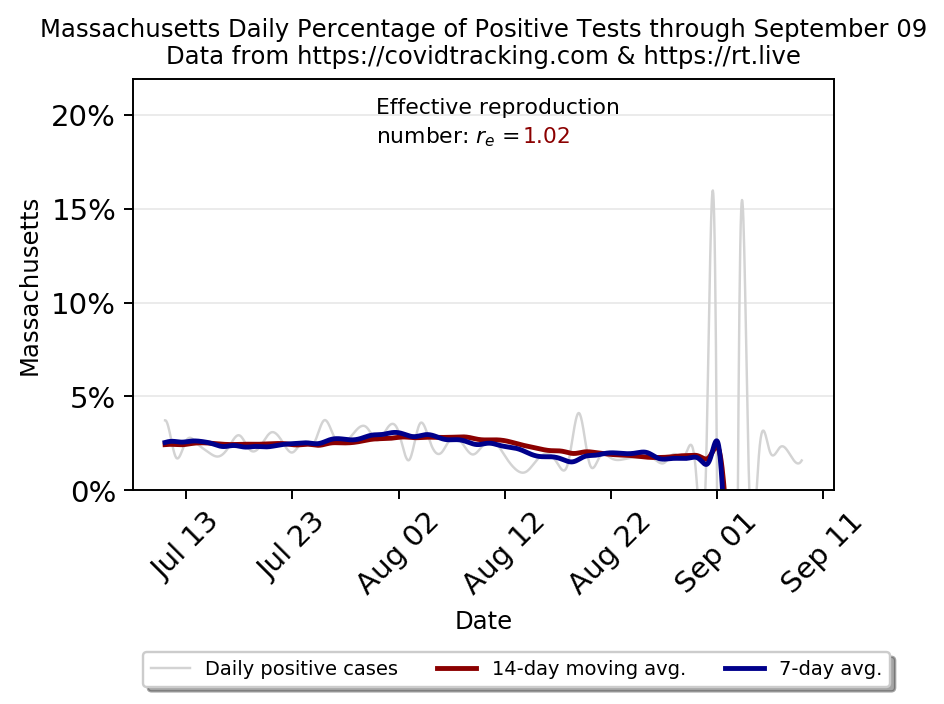 Massachusetts Daily Percentage of Positive Tests through September 09
Data from https://covidtracking.com & https://rt.live
Effective reproduction
number: rₑ =1.02
20%
15%
10%
5%
0%
Massachusetts
Jul 13
Jul 23
Aug 02
Aug 12
Aug 22
Sep 01
Sep 11
Date
Daily positive cases
14-day moving avg.
7-day avg.